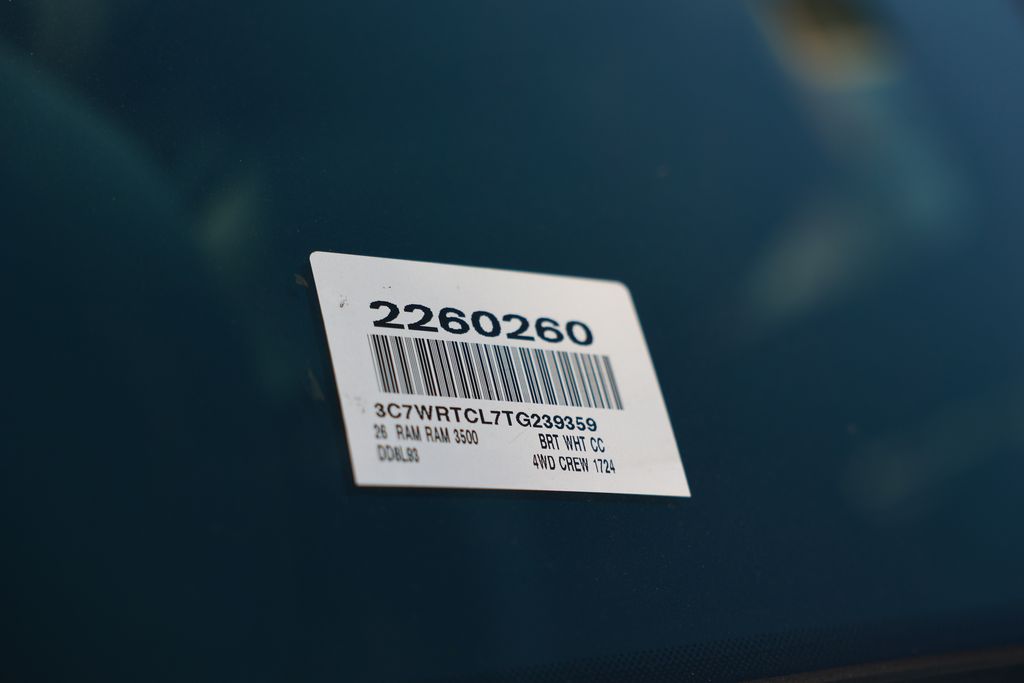 2260260
3C7WRTCL7TG239359
26 RAM RAM 3500 BRT WHT CC
DD8L93 4WD CREW 1724